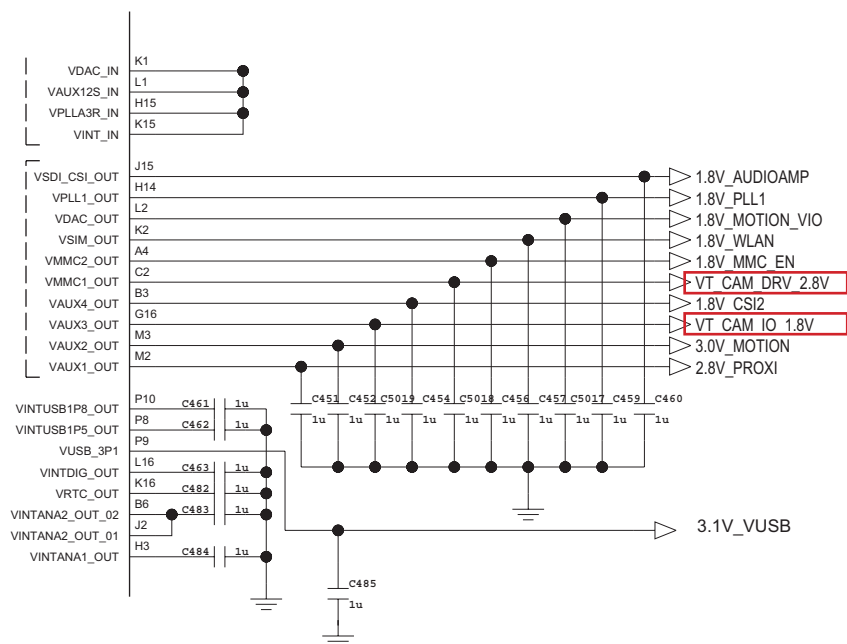 K1
VDAC_IN
L1
VAUX12S_IN
H15
VPLLA3R_IN
K15
VINT_IN
J15
VSDI_CSI_OUT 1.8V_AUDIOAMP
H14
VPLL1_OUT 1.8V_PLL1
L2
VDAC_OUT 1.8V_MOTION_VIO
K2
VSIM_OUT 1.8V_WLAN
A4
VMMC2_OUT 1.8V_MMC_EN
C2
VMMC1_OUT VT_CAM_DRV_2.8V
B3
VAUX4_OUT 1.8V_CSI2
G16
VAUX3_OUT VT_CAM_IO_1.8V
M3
VAUX2_OUT 3.0V_MOTION
M2
VAUX1_OUT 2.8V_PROXI
C451 C452 C5019 C454 C5018 C456 C457 C5017 C459 C460
1u 1u 1u 1u 1u 1u 1u 1u 1u 1u
P10
VINTUSB1P8_OUT C461 1u
P8
VINTUSB1P5_OUT C462 1u
P9
VUSB_3P1
L16
VINTDIG_OUT C463 1u
K16
VRTC_OUT C482 1u
B6
VINTANA2_OUT_02 C483 1u
J2
VINTANA2_OUT_01
3.1V_VUSB
H3
VINTANA1_OUT C484 1u
C485
1u